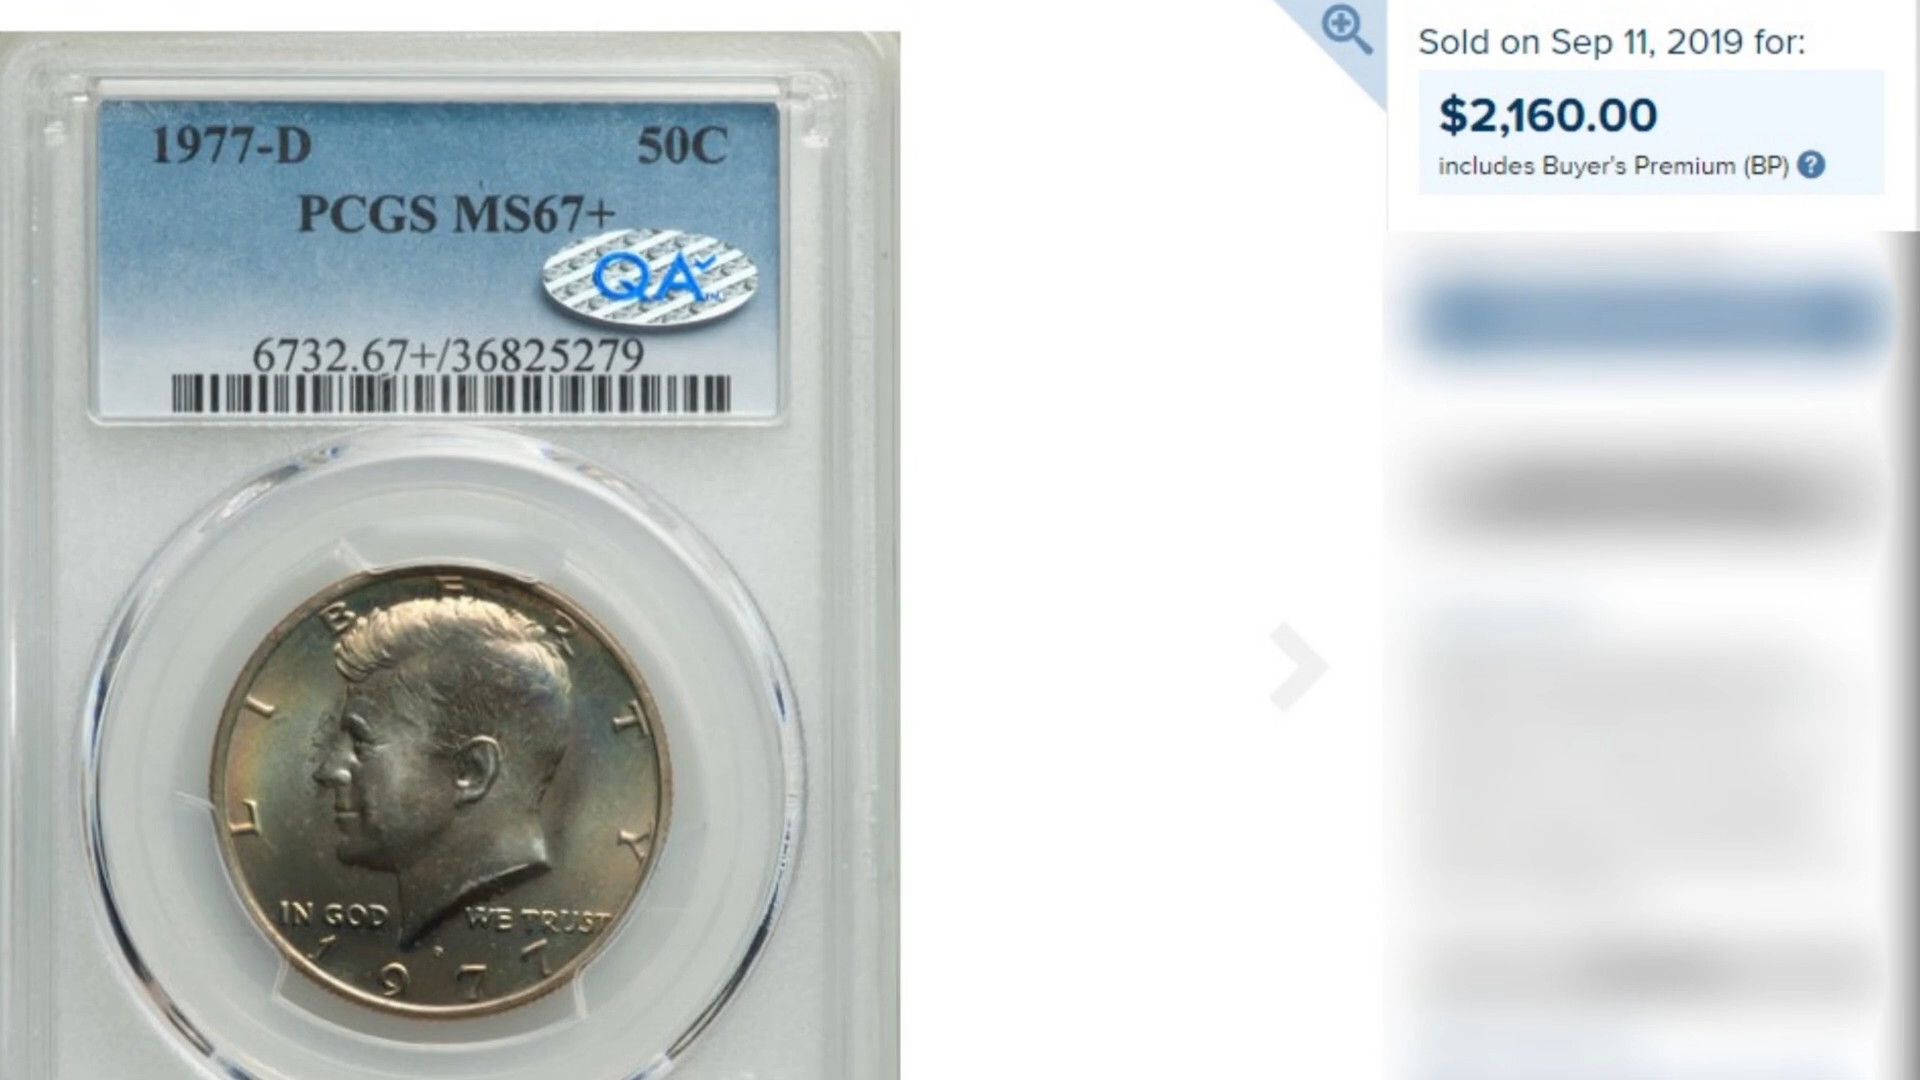 1977-D 50C
PCGS MS67+
QA
6732.67+/36825279
LIBERTY
IN GOD WE TRUST
D
1977
Sold on Sep 11, 2019 for:
$2,160.00
includes Buyer's Premium (BP) ?